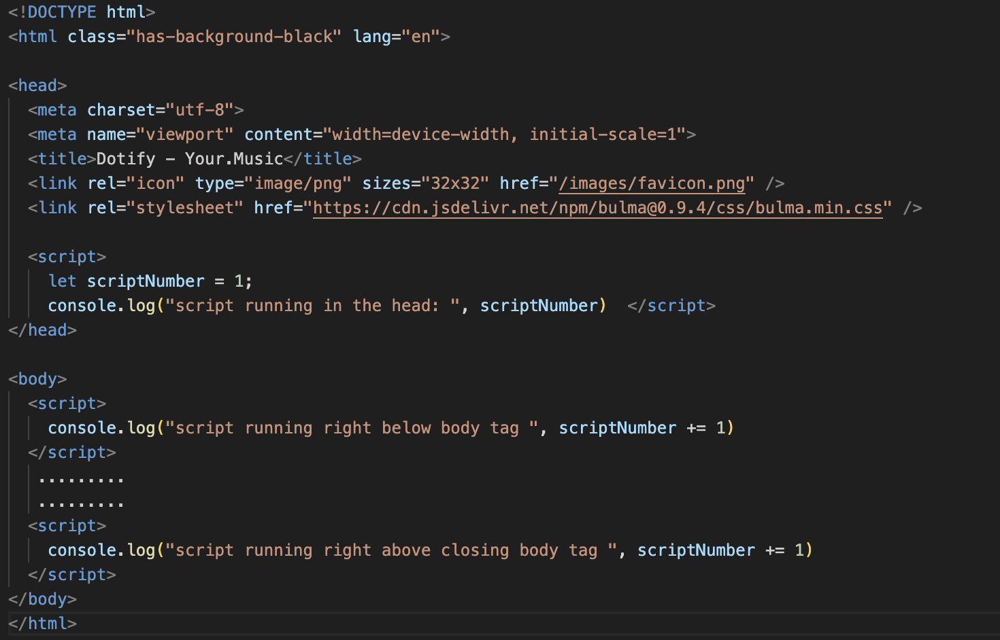 <!DOCTYPE html>
<html class="has-background-black" lang="en">
<head>
<meta charset="utf-8">
<meta name="viewport" content="width=device-width, initial-scale=1">
<title>Dotify - Your.Music</title>
<link rel="icon" type="image/png" sizes="32x32" href="/images/favicon.png" />
<link rel="stylesheet" href="https://cdn.jsdelivr.net/npm/bulma@0.9.4/css/bulma.min.css" />
<script>
let scriptNumber = 1;
console.log("script running in the head: ", scriptNumber)  </script>
</head>
<body>
<script>
console.log("script running right below body tag ", scriptNumber += 1)
</script>
.........
.........
<script>
console.log("script running right above closing body tag ", scriptNumber += 1)
</script>
</body>
</html>